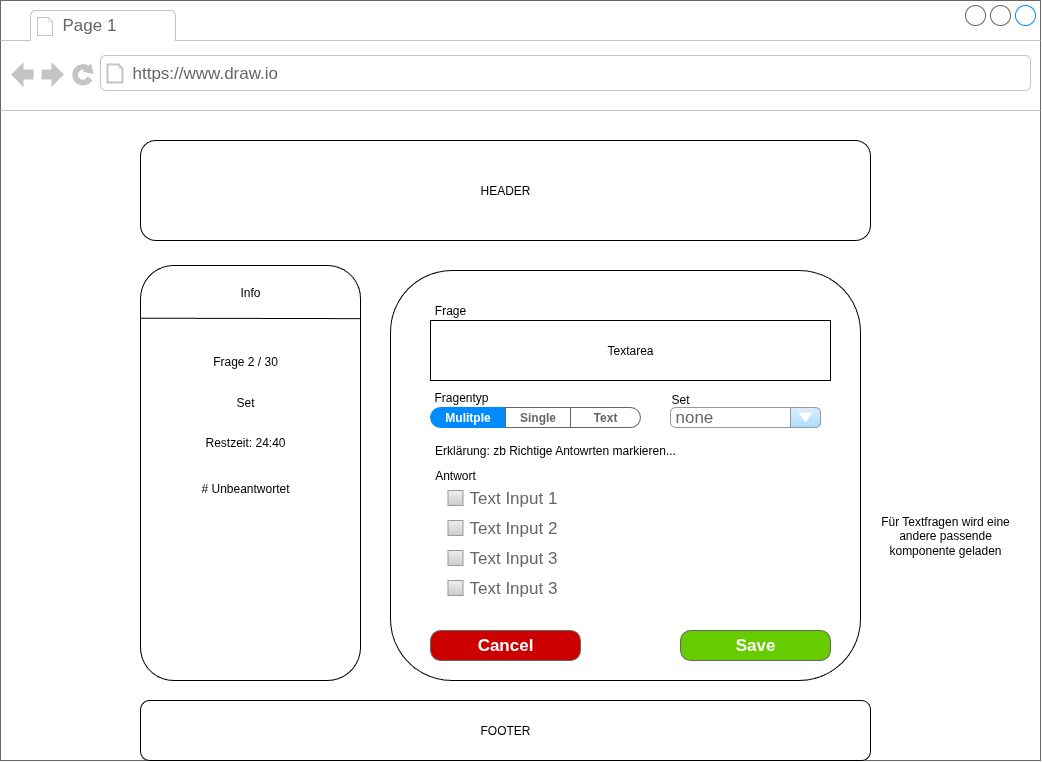 Page 1
https://www.draw.io
HEADER
Info
Frage 2 / 30
Set
Restzeit: 24:40
# Unbeantwortet
Frage
Textarea
Fragentyp
Mulitple
Single
Text
Set
none
Erklärung: zb Richtige Antowrten markieren...
Antwort
Text Input 1
Text Input 2
Text Input 3
Text Input 3
Cancel
Save
Für Textfragen wird eine
andere passende
komponente geladen
FOOTER